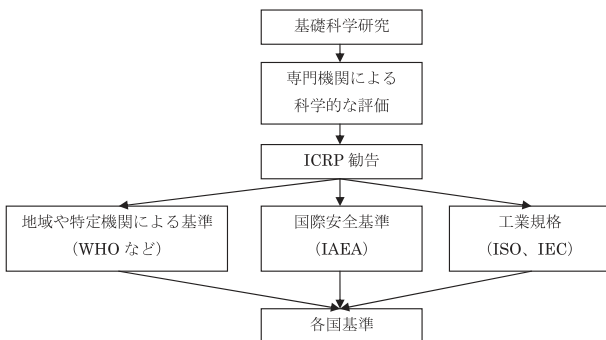 基礎科学研究
専門機関による
科学的な評価
ICRP 勧告
地域や特定機関による基準
（WHO など）
国際安全基準
（IAEA）
工業規格
（ISO、IEC）
各国基準